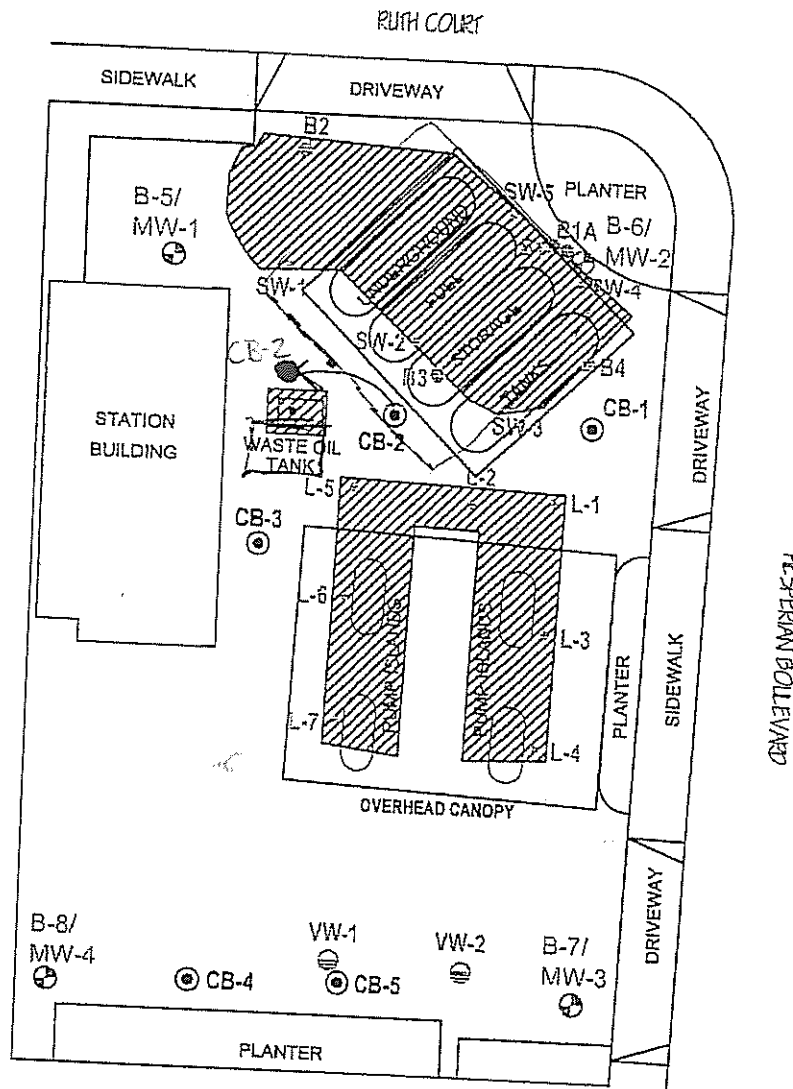 RUTH COURT
SIDEWALK
DRIVEWAY
B2
B-5/
MW-1
SW-5
PLANTER
B1A
B-6/
MW-2
SW-4
UNDERGROUND
FUEL
STORAGE
TANKS
SW-1
SW-2
CB-2
B3
B4
CB-1
CB-2
SW-3
STATION
BUILDING
WASTE OIL
TANK
DRIVEWAY
L-5
L-2
L-1
CB-3
L-6
PUMP ISLANDS
PUMP ISLANDS
L-3
L-7
L-4
PLANTER
SIDEWALK
HESPERIAN BOULEVARD
OVERHEAD CANOPY
DRIVEWAY
B-8/
MW-4
CB-4
VW-1
CB-5
VW-2
B-7/
MW-3
PLANTER